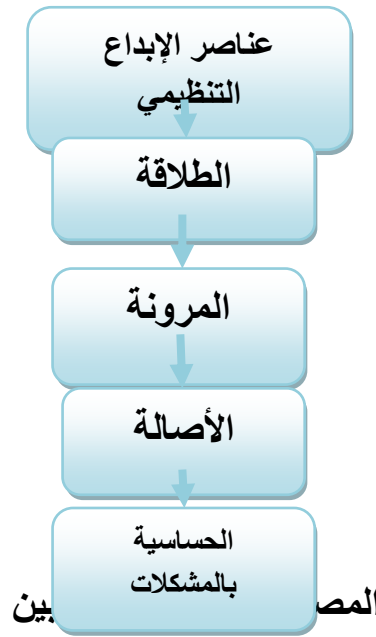 عناصر الإبداع
التنظيمي
الطلاقة
المرونة
الأصالة
الحساسية
بالمشكلات